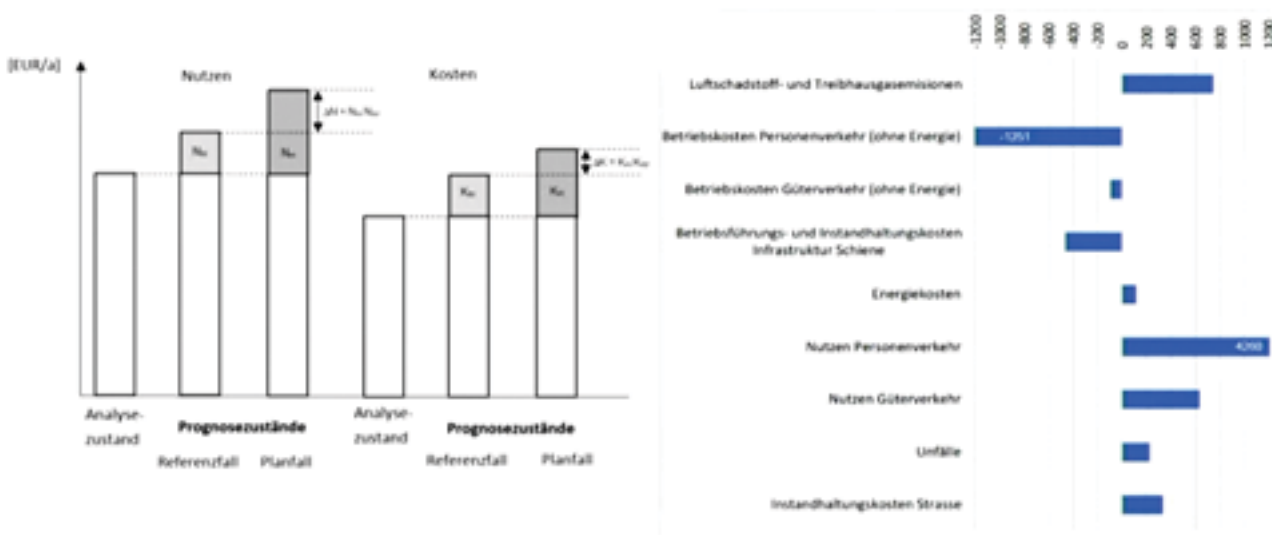 [EUR/a]
Nutzen
Kosten
Analyse-
zustand
Prognosezustände
Referenzfall
Planfall
Analyse-
zustand
Prognosezustände
Referenzfall
Planfall
-1200
-1000
-800
-600
-400
-200
0
200
400
600
800
1000
1200
Luftschadstoff- und Treibhausgasemisionen
Betriebskosten Personenverkehr (ohne Energie)
-1351
Betriebskosten Güterverkehr (ohne Energie)
Betriebsführungs- und Instandhaltungskosten
Infrastruktur Schiene
Energiekosten
Nutzen Personenverkehr
Nutzen Güterverkehr
Unfälle
Instandhaltungskosten Strasse